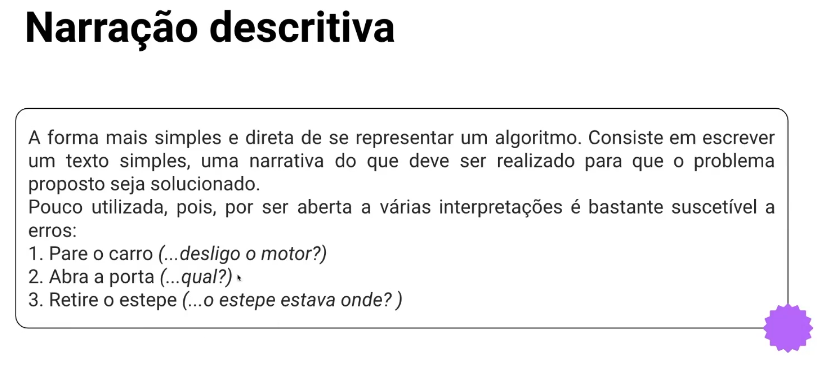 Narração descritiva
A forma mais simples e direta de se representar um algoritmo. Consiste em escrever
um texto simples, uma narrativa do que deve ser realizado para que o problema
proposto seja solucionado.
Pouco utilizada, pois, por ser aberta a várias interpretações é bastante suscetível a
erros:
1. Pare o carro (...desligo o motor?)
2. Abra a porta (...qual?)
3. Retire o estepe (...o estepe estava onde? )